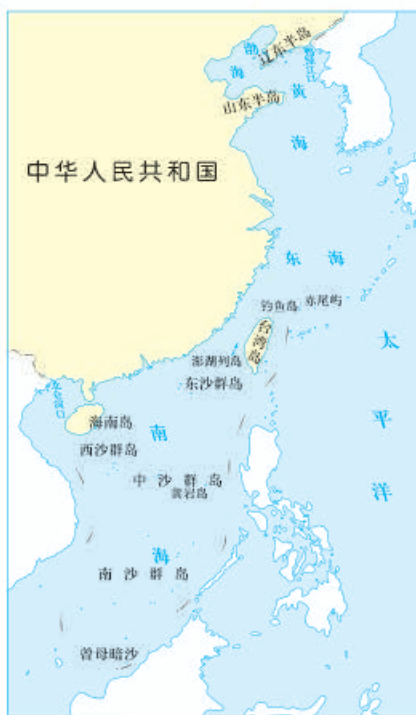 渤海
辽东半岛
鸭绿江口
黄海
山东半岛
中华人民共和国
东海
钓鱼岛
赤尾屿
台湾岛
太平洋
澎湖列岛
东沙群岛
北仑河口
海南岛
南海
西沙群岛
中沙群岛
黄岩岛
南沙群岛
曾母暗沙